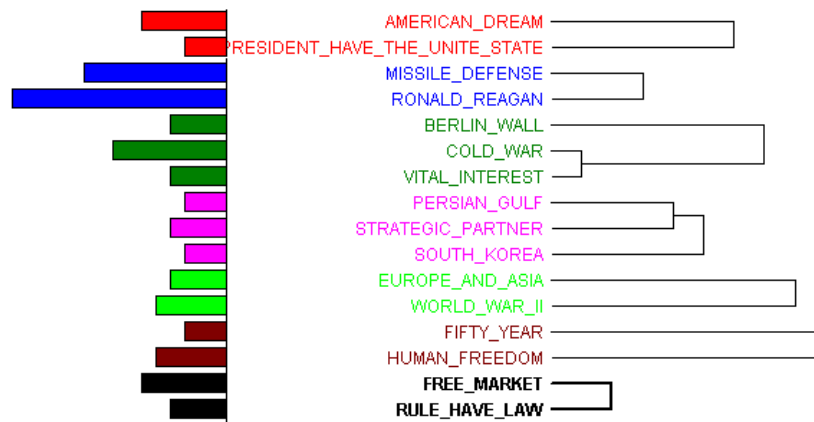 AMERICAN_DREAM
PRESIDENT_HAVE_THE_UNITE_STATE
MISSILE_DEFENSE
RONALD_REAGAN
BERLIN_WALL
COLD_WAR
VITAL_INTEREST
PERSIAN_GULF
STRATEGIC_PARTNER
SOUTH_KOREA
EUROPE_AND_ASIA
WORLD_WAR_II
FIFTY_YEAR
HUMAN_FREEDOM
FREE_MARKET
RULE_HAVE_LAW